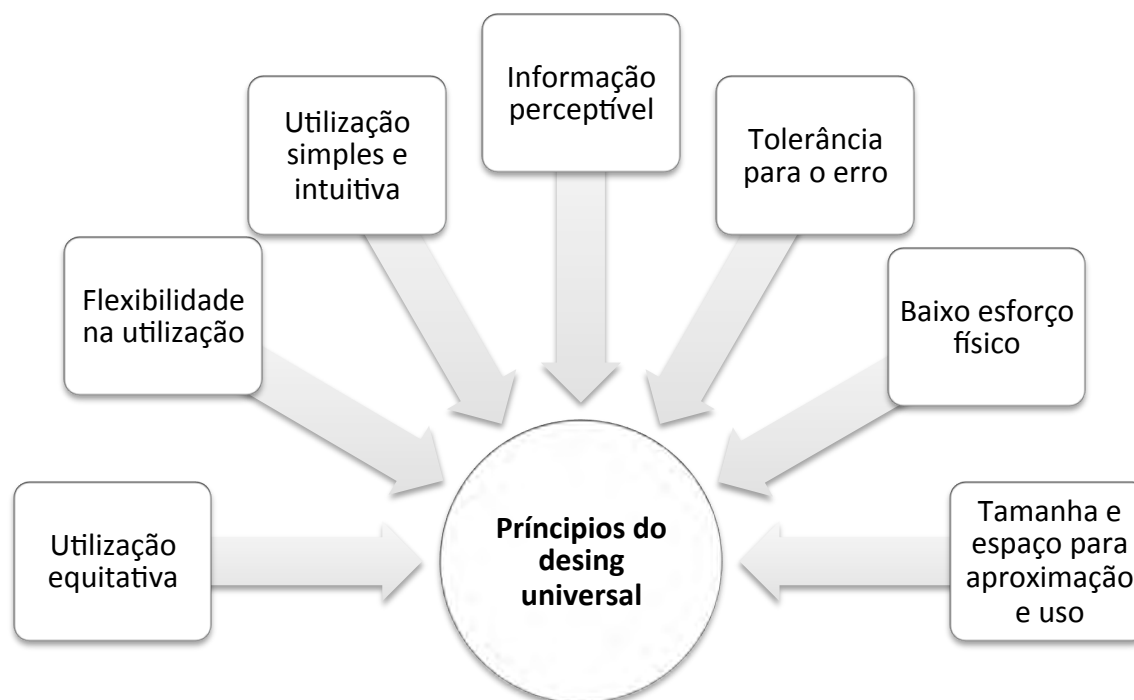 Informação
perceptível
Utilização
simples e
intuitiva
Tolerância
para o erro
Flexibilidade
na utilização
Baixo esforço
físico
Utilização
equitativa
Príncipios do
desing
universal
Tamanha e
espaço para
aproximação
e uso